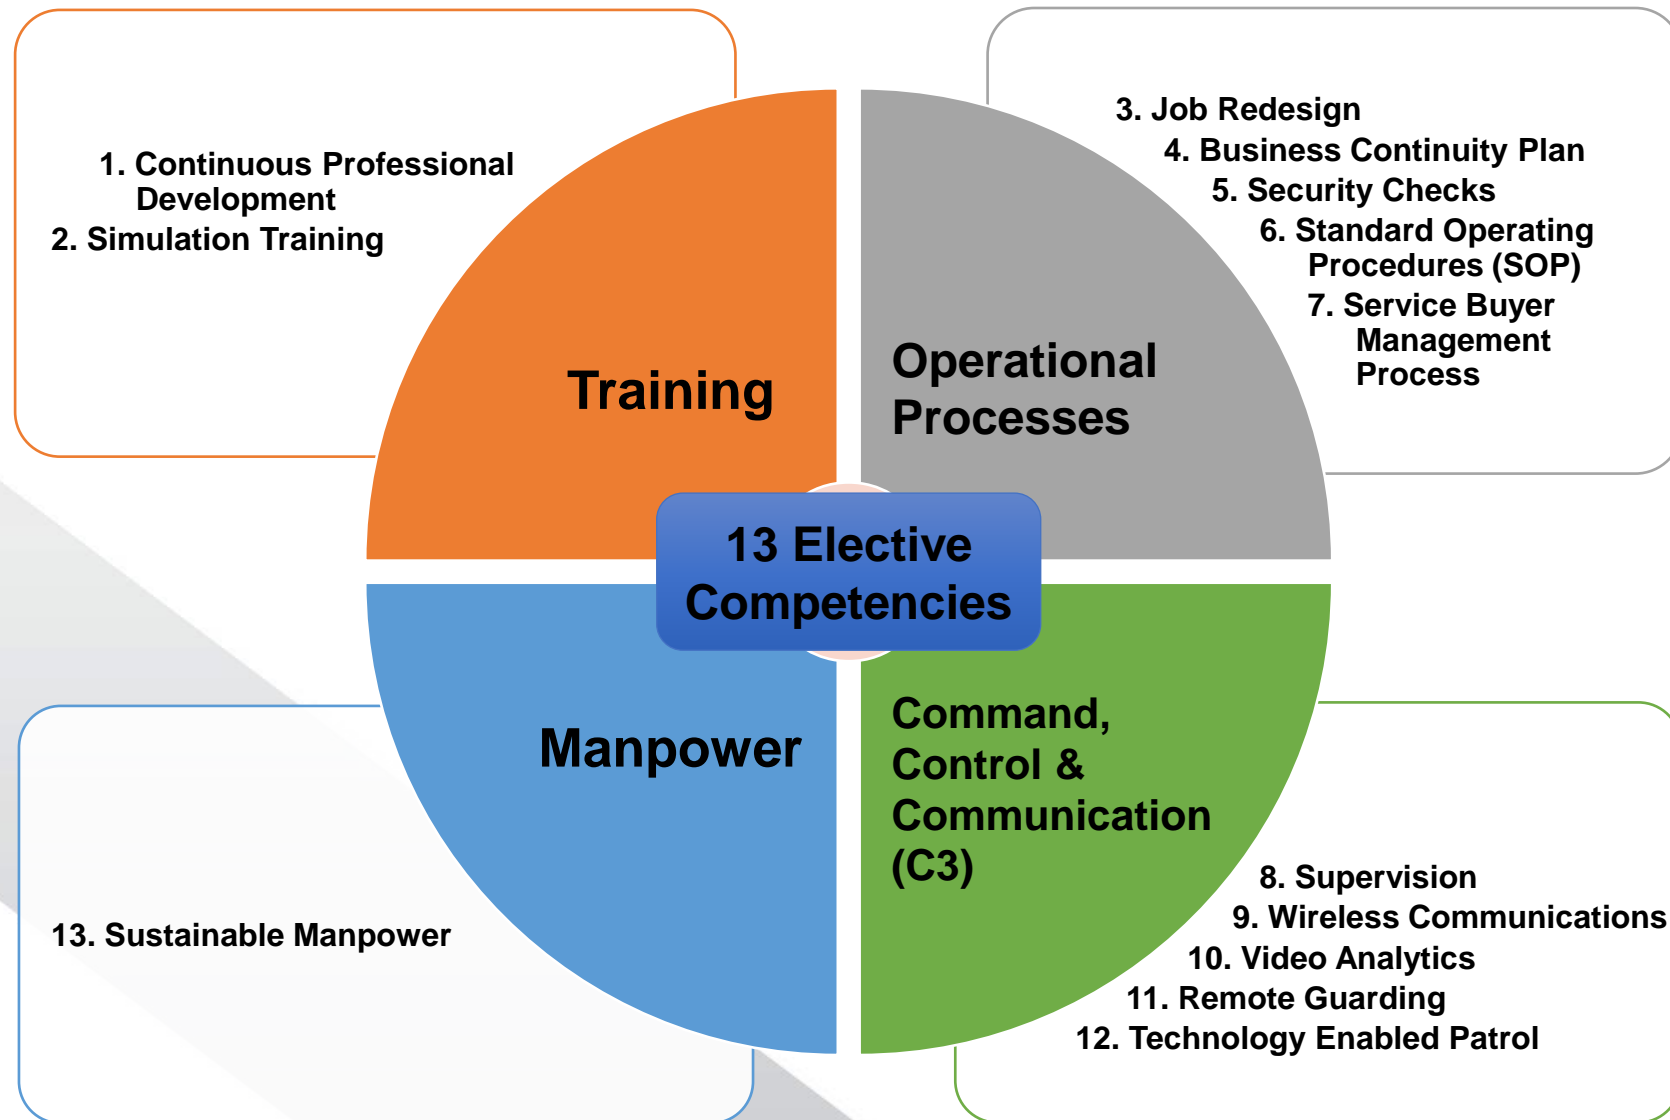 1. Continuous Professional
Development
2. Simulation Training
3. Job Redesign
4. Business Continuity Plan
5. Security Checks
6. Standard Operating
Procedures (SOP)
7. Service Buyer
Management
Process
Training
Operational
Processes
13 Elective
Competencies
Manpower
Command,
Control &
Communication
(C3)
13. Sustainable Manpower
8. Supervision
9. Wireless Communications
10. Video Analytics
11. Remote Guarding
12. Technology Enabled Patrol